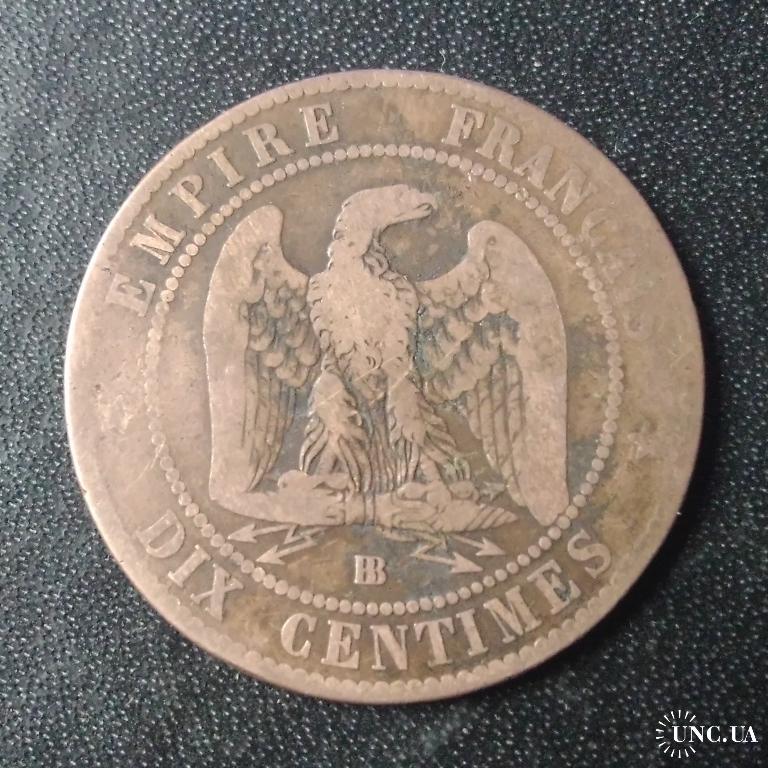 EMPIRE FRANÇAIS
BB
DIX CENTIMES
UNC.UA